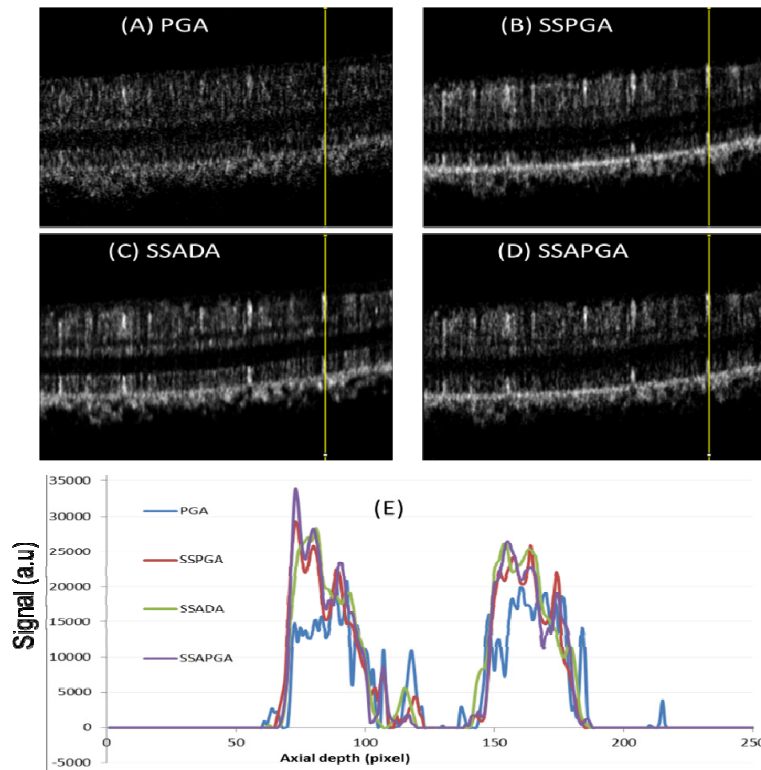 (A) PGA
(B) SSPGA
(C) SSADA
(D) SSAPGA
(E)
35000
30000
25000
20000
15000
10000
5000
0
-5000
Signal (a.u)
PGA
SSPGA
SSADA
SSAPGA
0
50
100
150
200
250
Axial depth (pixel)